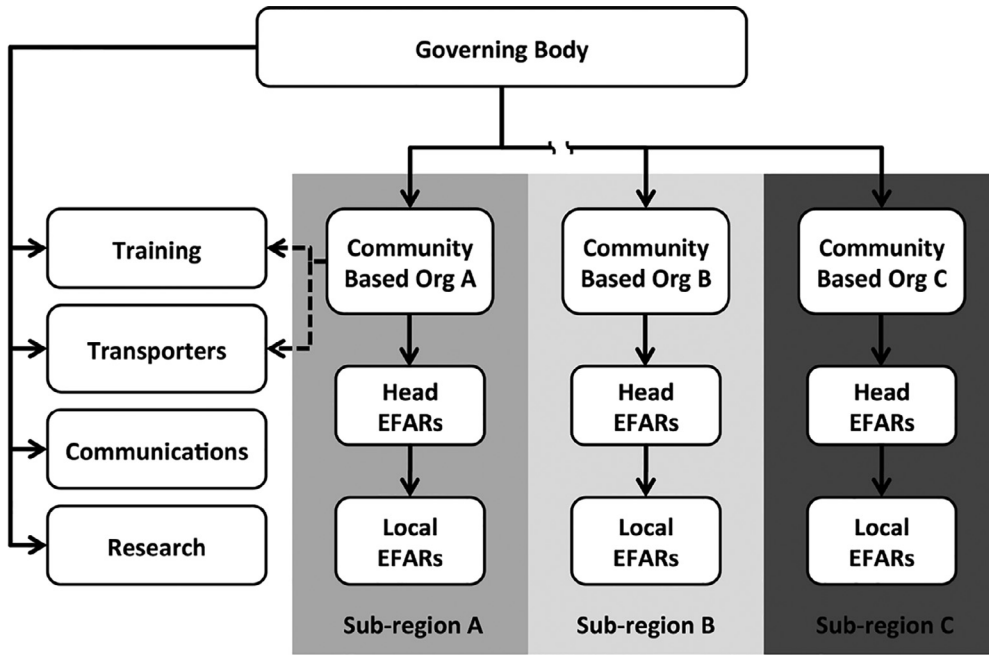 Governing Body
Training
Transporters
Communications
Research
Community
Based Org A
Head
EFARs
Local
EFARs
Sub-region A
Community
Based Org B
Head
EFARs
Local
EFARs
Sub-region B
Community
Based Org C
Head
EFARs
Local
EFARs
Sub-region C